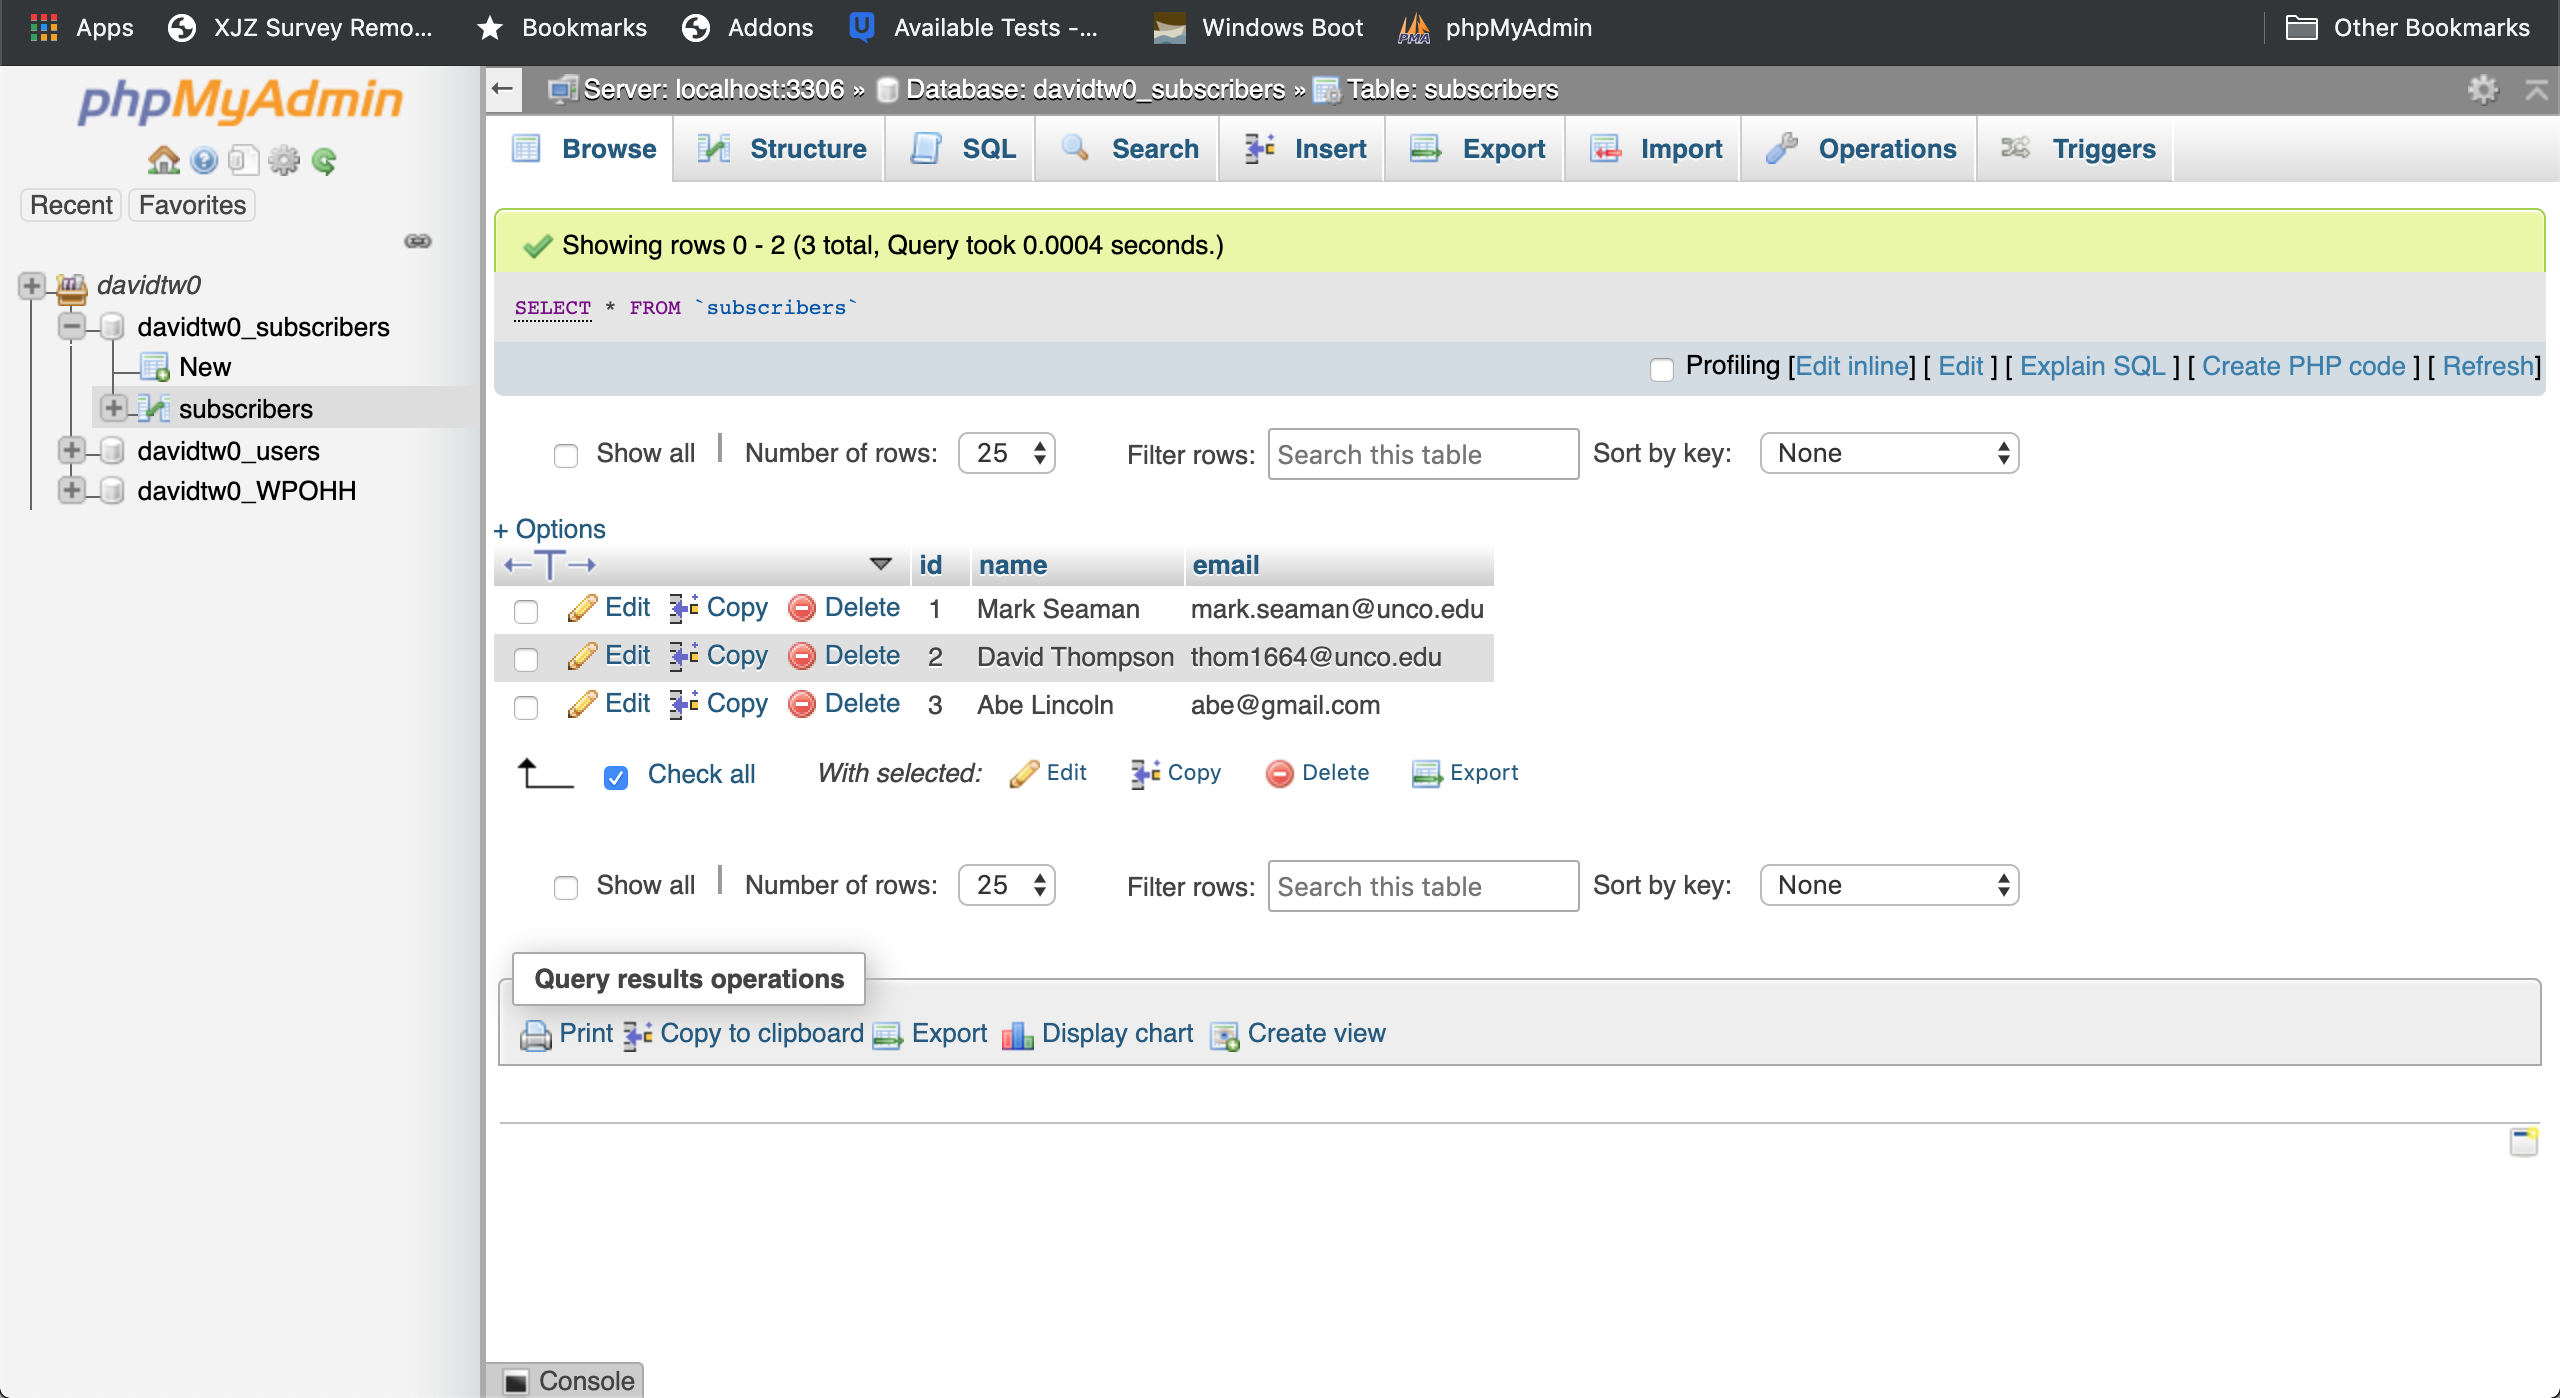 Apps XJZ Survey Remo... Bookmarks Addons Available Tests -... Windows Boot phpMyAdmin Other Bookmarks
phpMyAdmin
Recent Favorites
davidtw0
davidtw0_subscribers
New
subscribers
davidtw0_users
davidtw0_WPOHH
Server: localhost:3306 » Database: davidtw0_subscribers » Table: subscribers
Browse Structure SQL Search Insert Export Import Operations Triggers
Showing rows 0 - 2 (3 total, Query took 0.0004 seconds.)
SELECT * FROM `subscribers`
Profiling [Edit inline] [ Edit ] [ Explain SQL ] [ Create PHP code ] [ Refresh]
Show all | Number of rows: 25 Filter rows: Search this table Sort by key: None
+ Options
←T→ id name email
Edit Copy Delete 1 Mark Seaman mark.seaman@unco.edu
Edit Copy Delete 2 David Thompson thom1664@unco.edu
Edit Copy Delete 3 Abe Lincoln abe@gmail.com
Check all With selected: Edit Copy Delete Export
Show all | Number of rows: 25 Filter rows: Search this table Sort by key: None
Query results operations
Print Copy to clipboard Export Display chart Create view
Console